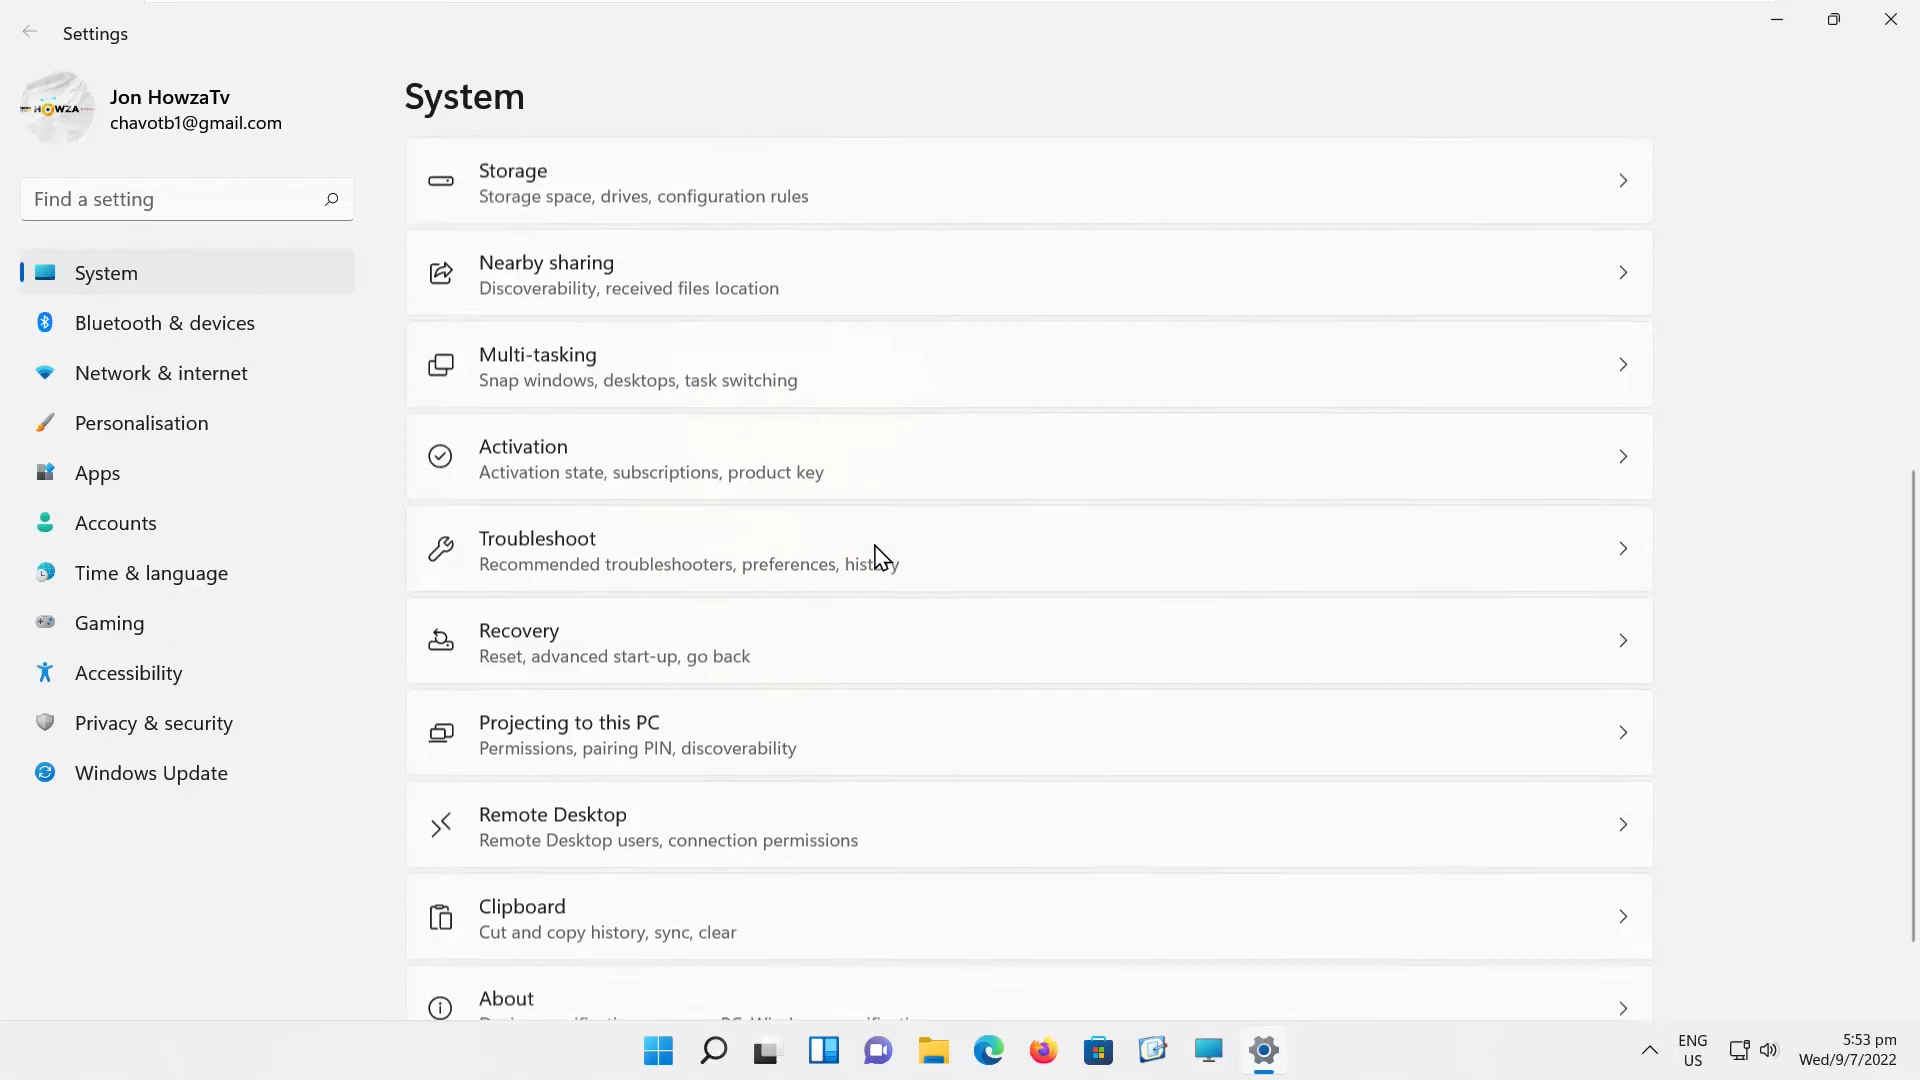 Settings
HOWZA
Jon HowzaTv
chavotb1@gmail.com
Find a setting
System
Bluetooth & devices
Network & internet
Personalisation
Apps
Accounts
Time & language
Gaming
Accessibility
Privacy & security
Windows Update
System
Storage
Storage space, drives, configuration rules
Nearby sharing
Discoverability, received files location
Multi-tasking
Snap windows, desktops, task switching
Activation
Activation state, subscriptions, product key
Troubleshoot
Recommended troubleshooters, preferences, history
Recovery
Reset, advanced start-up, go back
Projecting to this PC
Permissions, pairing PIN, discoverability
Remote Desktop
Remote Desktop users, connection permissions
Clipboard
Cut and copy history, sync, clear
About
ENG
US
5:53 pm
Wed/9/7/2022